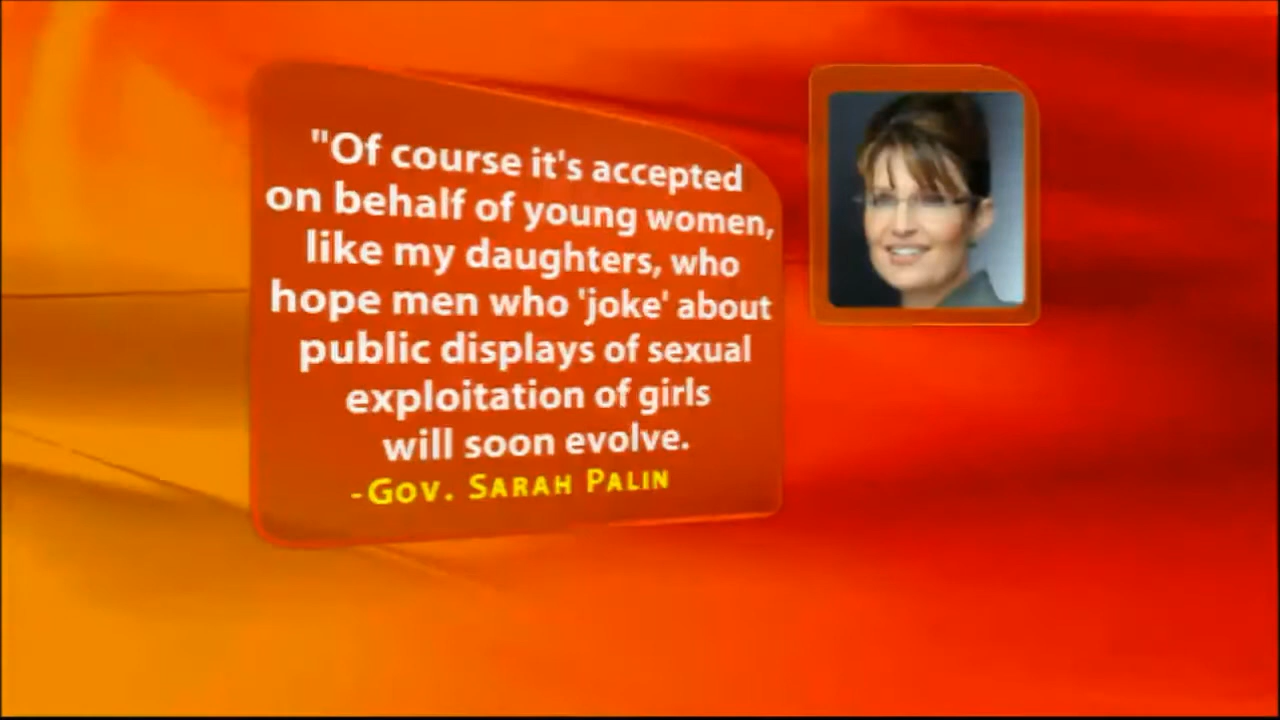 "Of course it's accepted
on behalf of young women,
like my daughters, who
hope men who 'joke' about
public displays of sexual
exploitation of girls
will soon evolve.
-GOV. SARAH PALIN